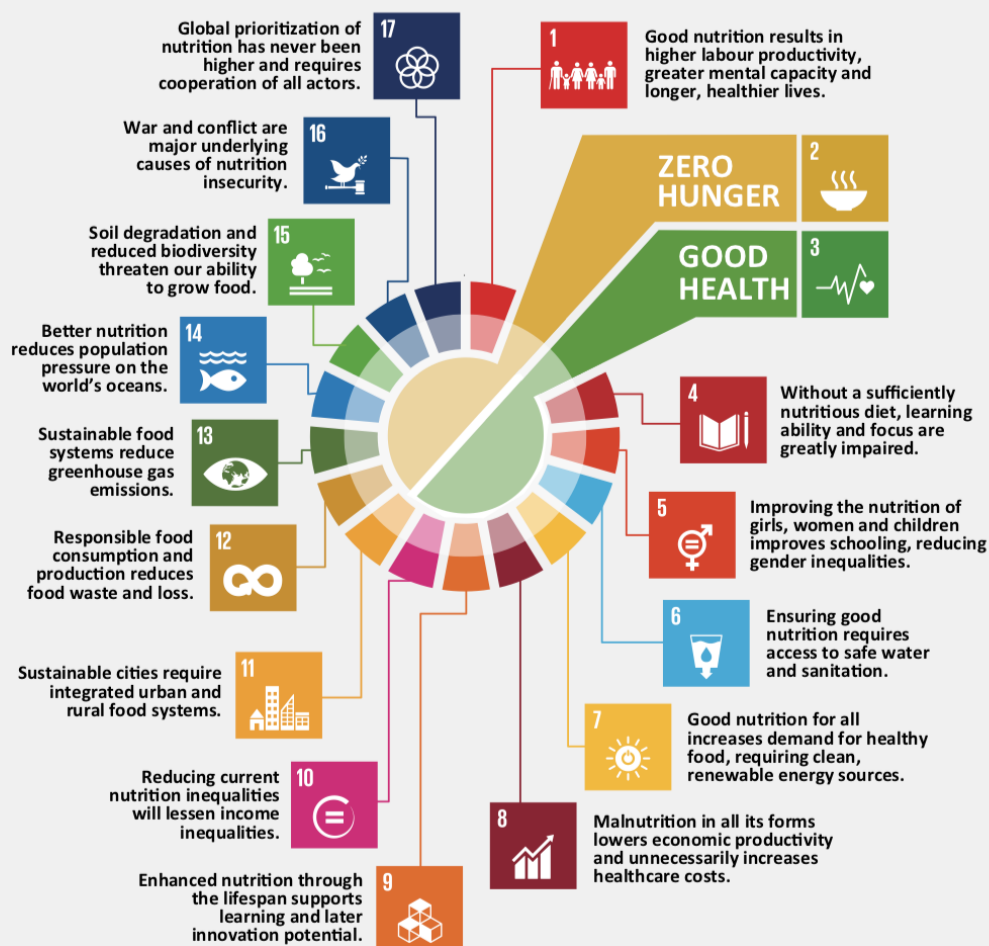 1
Good nutrition results in
higher labour productivity,
greater mental capacity and
longer, healthier lives.
ZERO
HUNGER
2
GOOD
HEALTH
3
4
Without a sufficiently
nutritious diet, learning
ability and focus are
greatly impaired.
5
Improving the nutrition of
girls, women and children
improves schooling, reducing
gender inequalities.
6
Ensuring good
nutrition requires
access to safe water
and sanitation.
7
Good nutrition for all
increases demand for healthy
food, requiring clean,
renewable energy sources.
8
Malnutrition in all its forms
lowers economic productivity
and unnecessarily increases
healthcare costs.
9
Enhanced nutrition through
the lifespan supports
learning and later
innovation potential.
10
Reducing current
nutrition inequalities
will lessen income
inequalities.
11
Sustainable cities require
integrated urban and
rural food systems.
12
Responsible food
consumption and
production reduces
food waste and loss.
13
Sustainable food
systems reduce
greenhouse gas
emissions.
14
Better nutrition
reduces population
pressure on the
world's oceans.
15
Soil degradation and
reduced biodiversity
threaten our ability
to grow food.
16
War and conflict are
major underlying
causes of nutrition
insecurity.
17
Global prioritization of
nutrition has never been
higher and requires
cooperation of all actors.